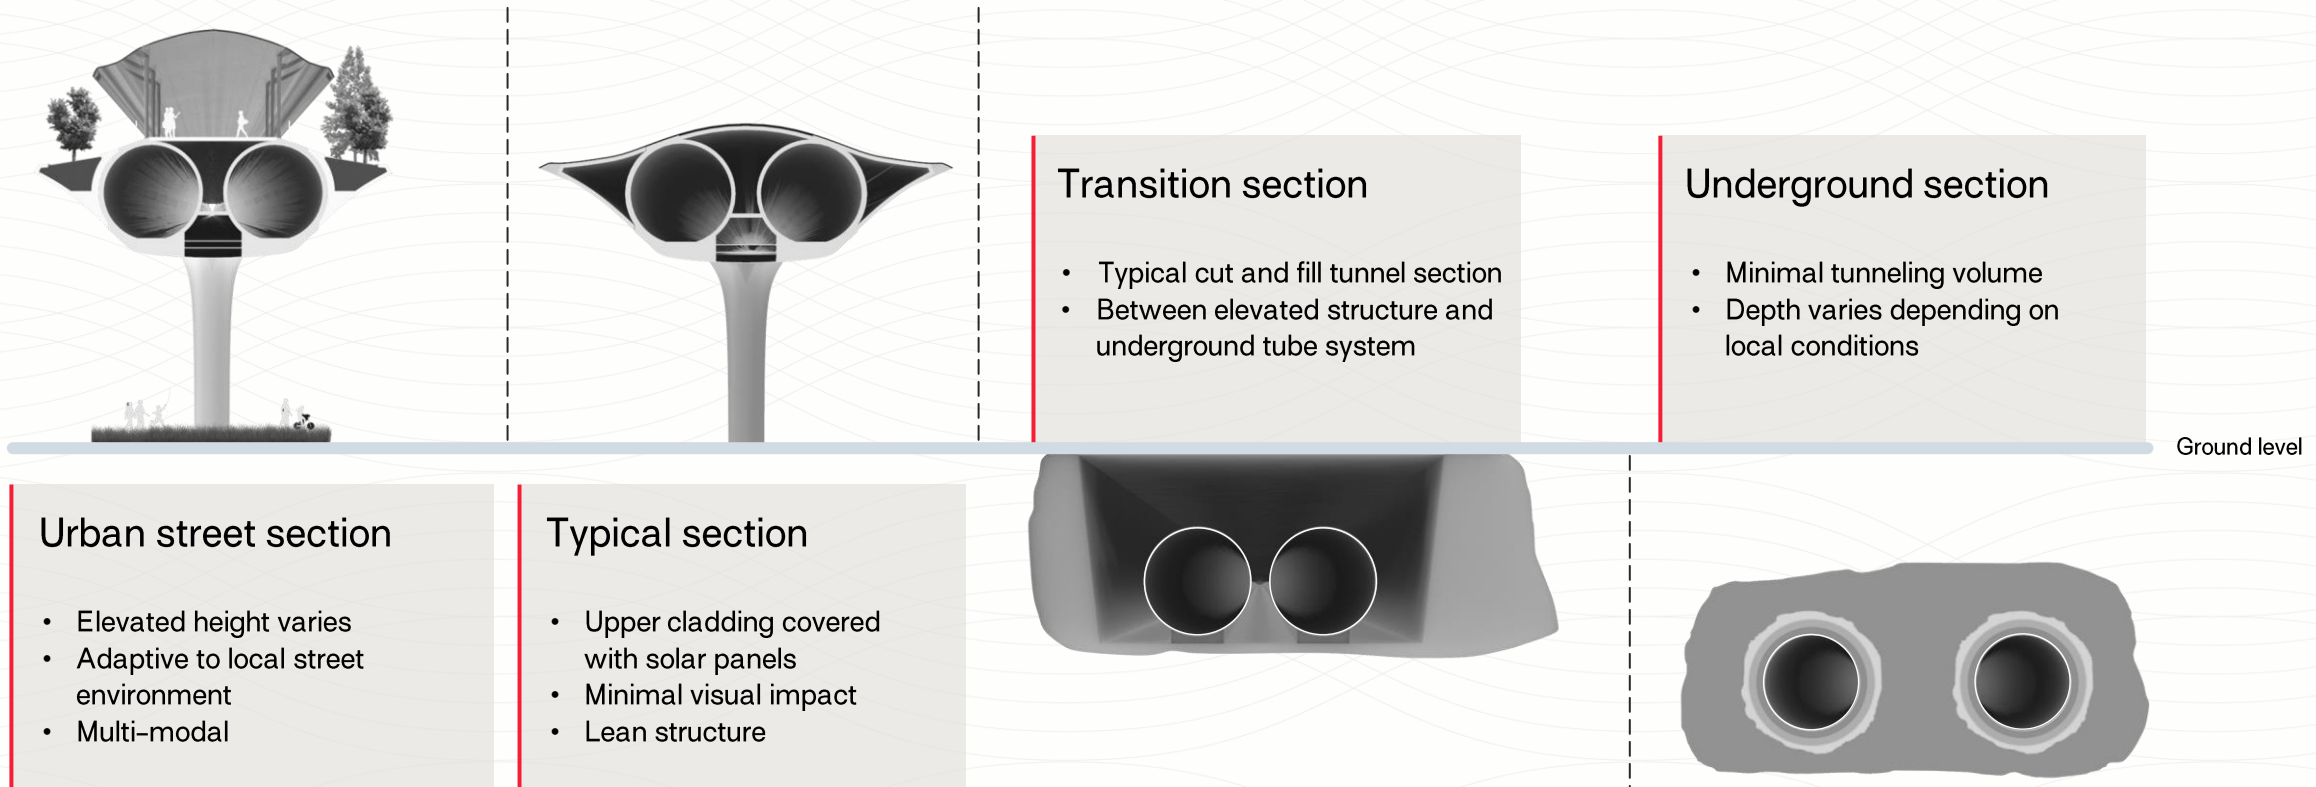 Transition section
• Typical cut and fill tunnel section
• Between elevated structure and
underground tube system
Underground section
• Minimal tunneling volume
• Depth varies depending on
local conditions
Ground level
Urban street section
• Elevated height varies
• Adaptive to local street
environment
• Multi-modal
Typical section
• Upper cladding covered
with solar panels
• Minimal visual impact
• Lean structure